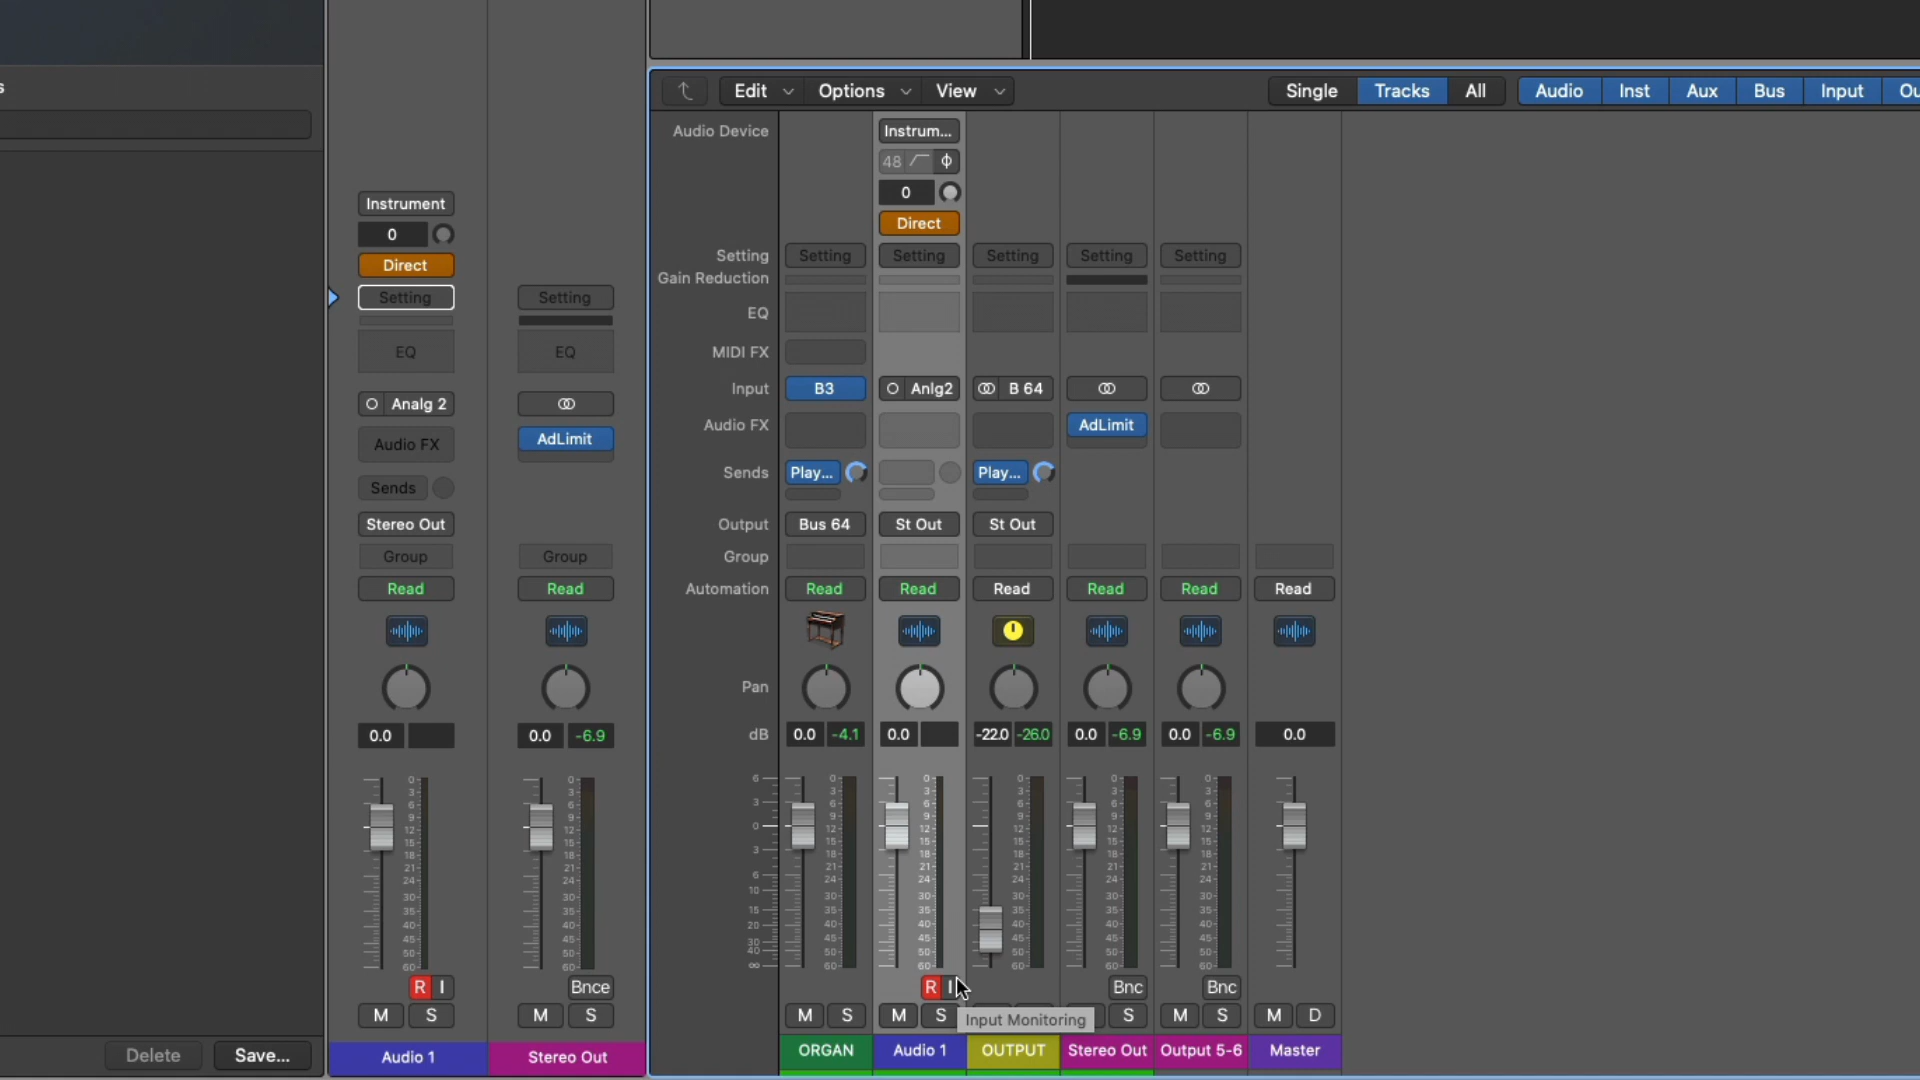 s
Edit Options View Single Tracks All Audio Inst Aux Bus Input Ou
Audio Device Instrum...
48
0
Direct
Instrument
0
Direct
Setting Setting
EQ EQ
Analg 2
Audio FX AdLimit
Sends
Stereo Out
Group Group
Read Read
0.0 0.0 -6.9
R I Bnce
M S M S
Audio 1 Stereo Out
Delete Save...
Setting Setting Setting Setting Setting Setting
Gain Reduction
EQ
MIDI FX
Input B3 Anlg2 B 64
Audio FX AdLimit
Sends Play... Play...
Output Bus 64 St Out St Out
Group
Automation Read Read Read Read Read Read
Pan
dB 0.0 -4.1 0.0 -22.0 -26.0 0.0 -6.9 0.0 -6.9 0.0
R I Bnc Bnc
M S M S S M S M D
Input Monitoring
ORGAN Audio 1 OUTPUT Stereo Out Output 5-6 Master